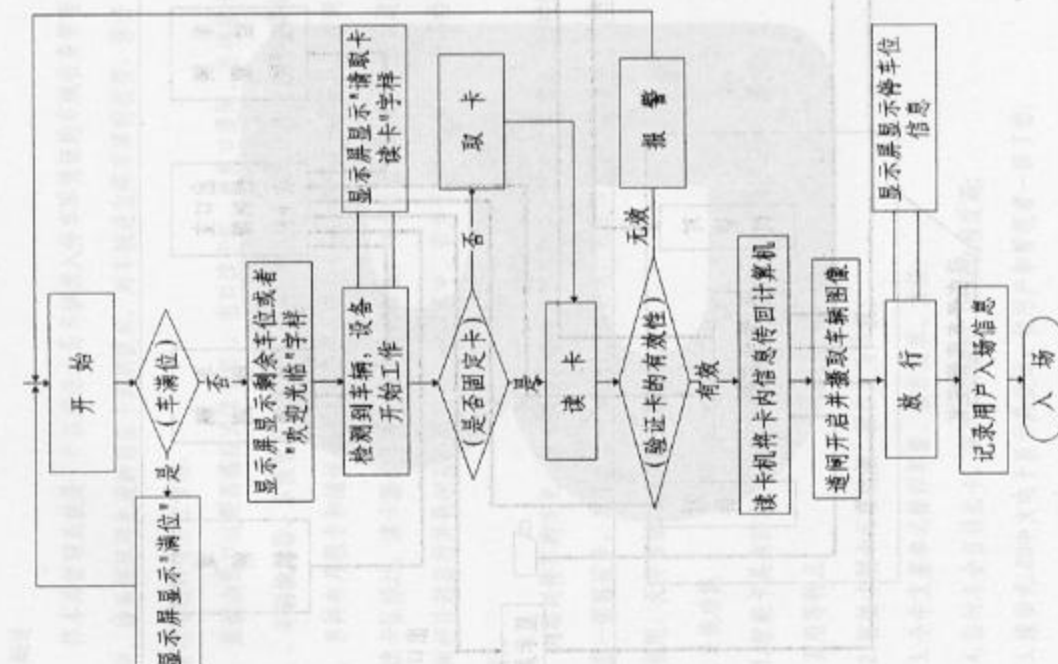 开 始
(车满位)
是
否
显示屏显示"满位"
显示屏显示剩余车位或者
"欢迎光临"字样
检测到车辆,设备
开始工作
显示屏显示"请取卡
读卡"字样
(是否固定卡)
否
是
取 卡
读 卡
(验证卡的有效性)
无效
有效
报 警
读卡机将卡内信息传回计算机
道闸开启并摄取车辆图像
放 行
显示屏显示停车位
信息
记录用户入场信息
入 场